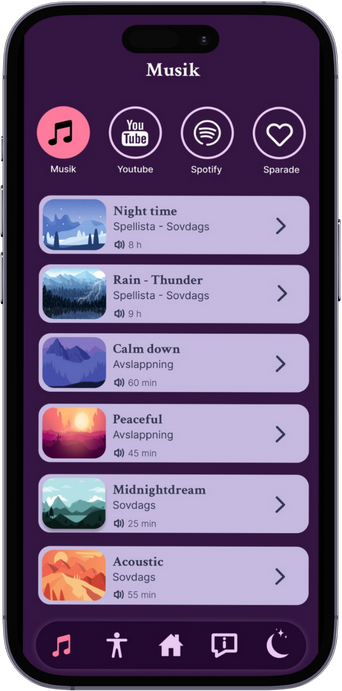 Musik
You
Tube
Musik
Youtube
Spotify
Sparade
Night time
Spellista - Sovdags
8 h
Rain - Thunder
Spellista - Sovdags
9 h
Calm down
Avslappning
60 min
Peaceful
Avslappning
45 min
Midnightdream
Sovdags
25 min
Acoustic
Sovdags
55 min